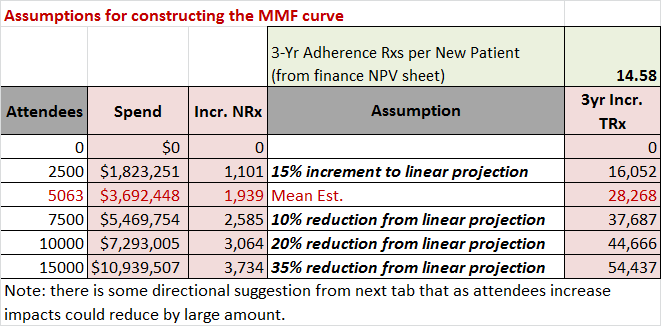 Assumptions for constructing the MMF curve
3-Yr Adherence Rxs per New Patient
(from finance NPV sheet) 14.58
Attendees Spend Incr. NRx Assumption 3yr Incr.
TRx
0 $0 0 0
2500 $1,823,251 1,101 15% increment to linear projection 16,052
5063 $3,692,448 1,939 Mean Est. 28,268
7500 $5,469,754 2,585 10% reduction from linear projection 37,687
10000 $7,293,005 3,064 20% reduction from linear projection 44,666
15000 $10,939,507 3,734 35% reduction from linear projection 54,437
Note: there is some directional suggestion from next tab that as attendees increase
impacts could reduce by large amount.